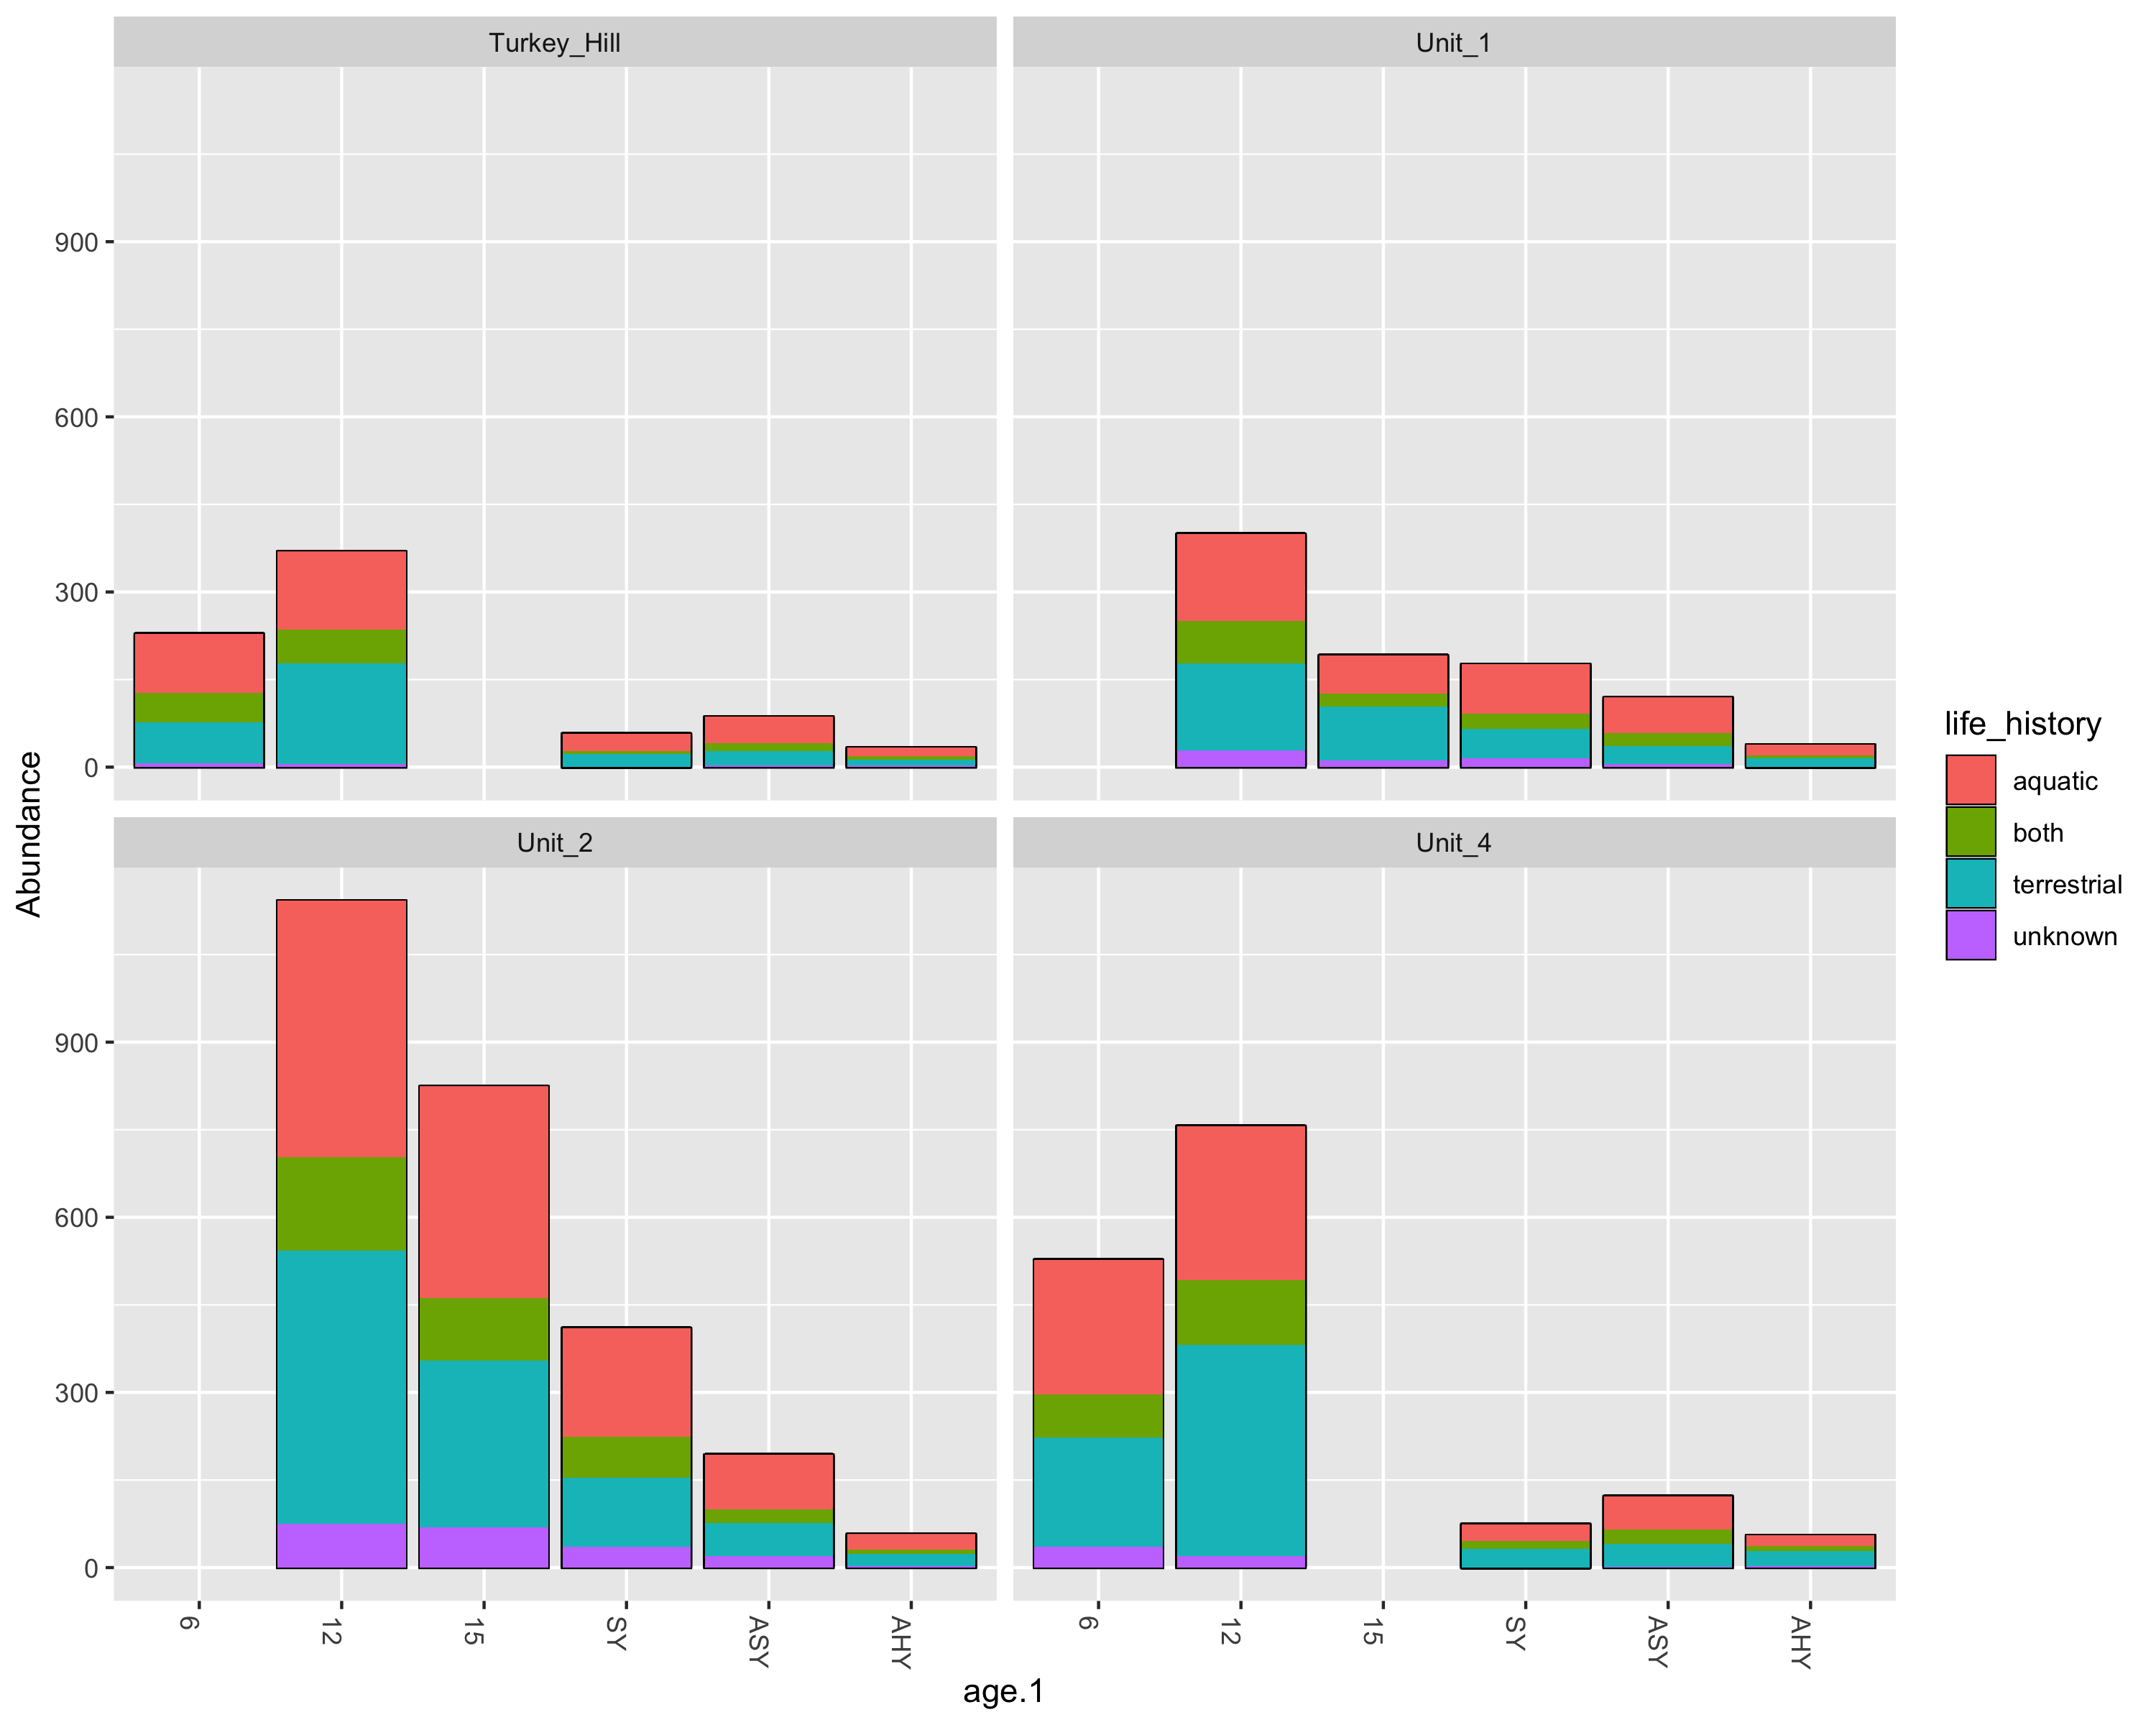 Turkey_Hill
Unit_1
900
600
300
0
Unit_2
Unit_4
900
600
300
0
6
12
15
SY
ASY
AHY
6
12
15
SY
ASY
AHY
age.1
Abundance
life_history
aquatic
both
terrestrial
unknown